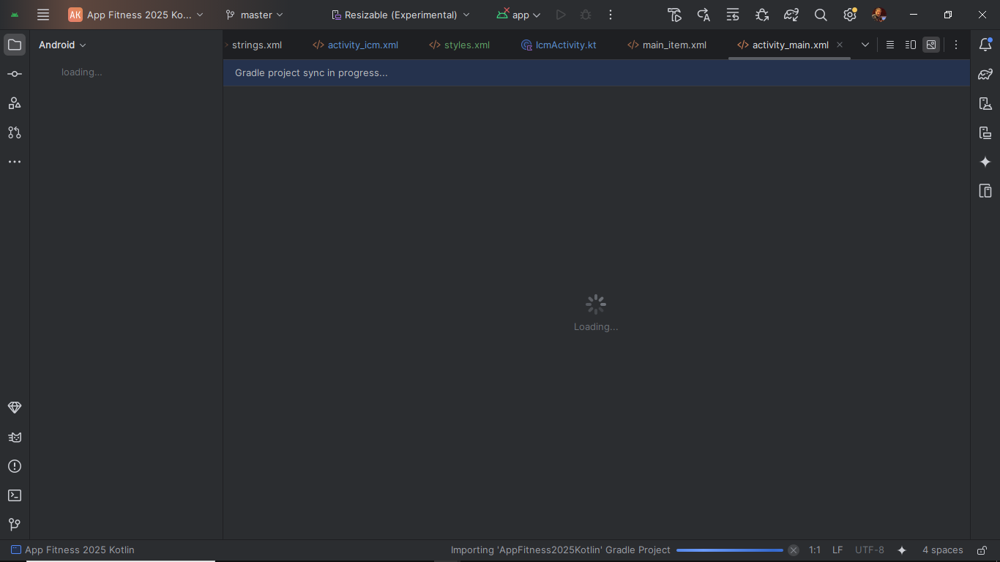 AK App Fitness 2025 Ko... master Resizable (Experimental) app
Android
strings.xml activity_icm.xml styles.xml IcmActivity.kt main_item.xml activity_main.xml
loading...
Gradle project sync in progress...
Loading...
App Fitness 2025 Kotlin
Importing 'AppFitness2025Kotlin' Gradle Project 1:1 LF UTF-8 4 spaces